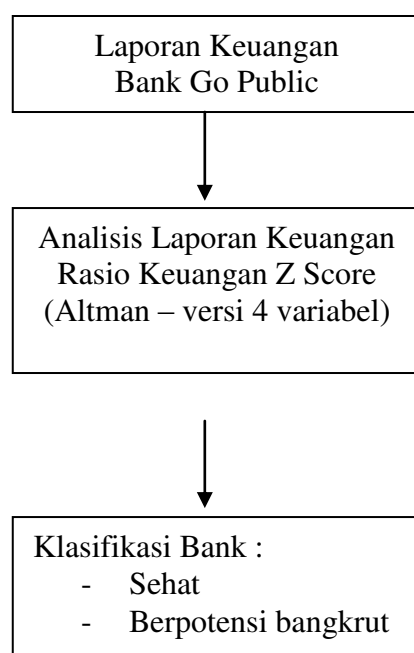 Laporan Keuangan
Bank Go Public
Analisis Laporan Keuangan
Rasio Keuangan Z Score
(Altman – versi 4 variabel)
Klasifikasi Bank :
- Sehat
- Berpotensi bangkrut